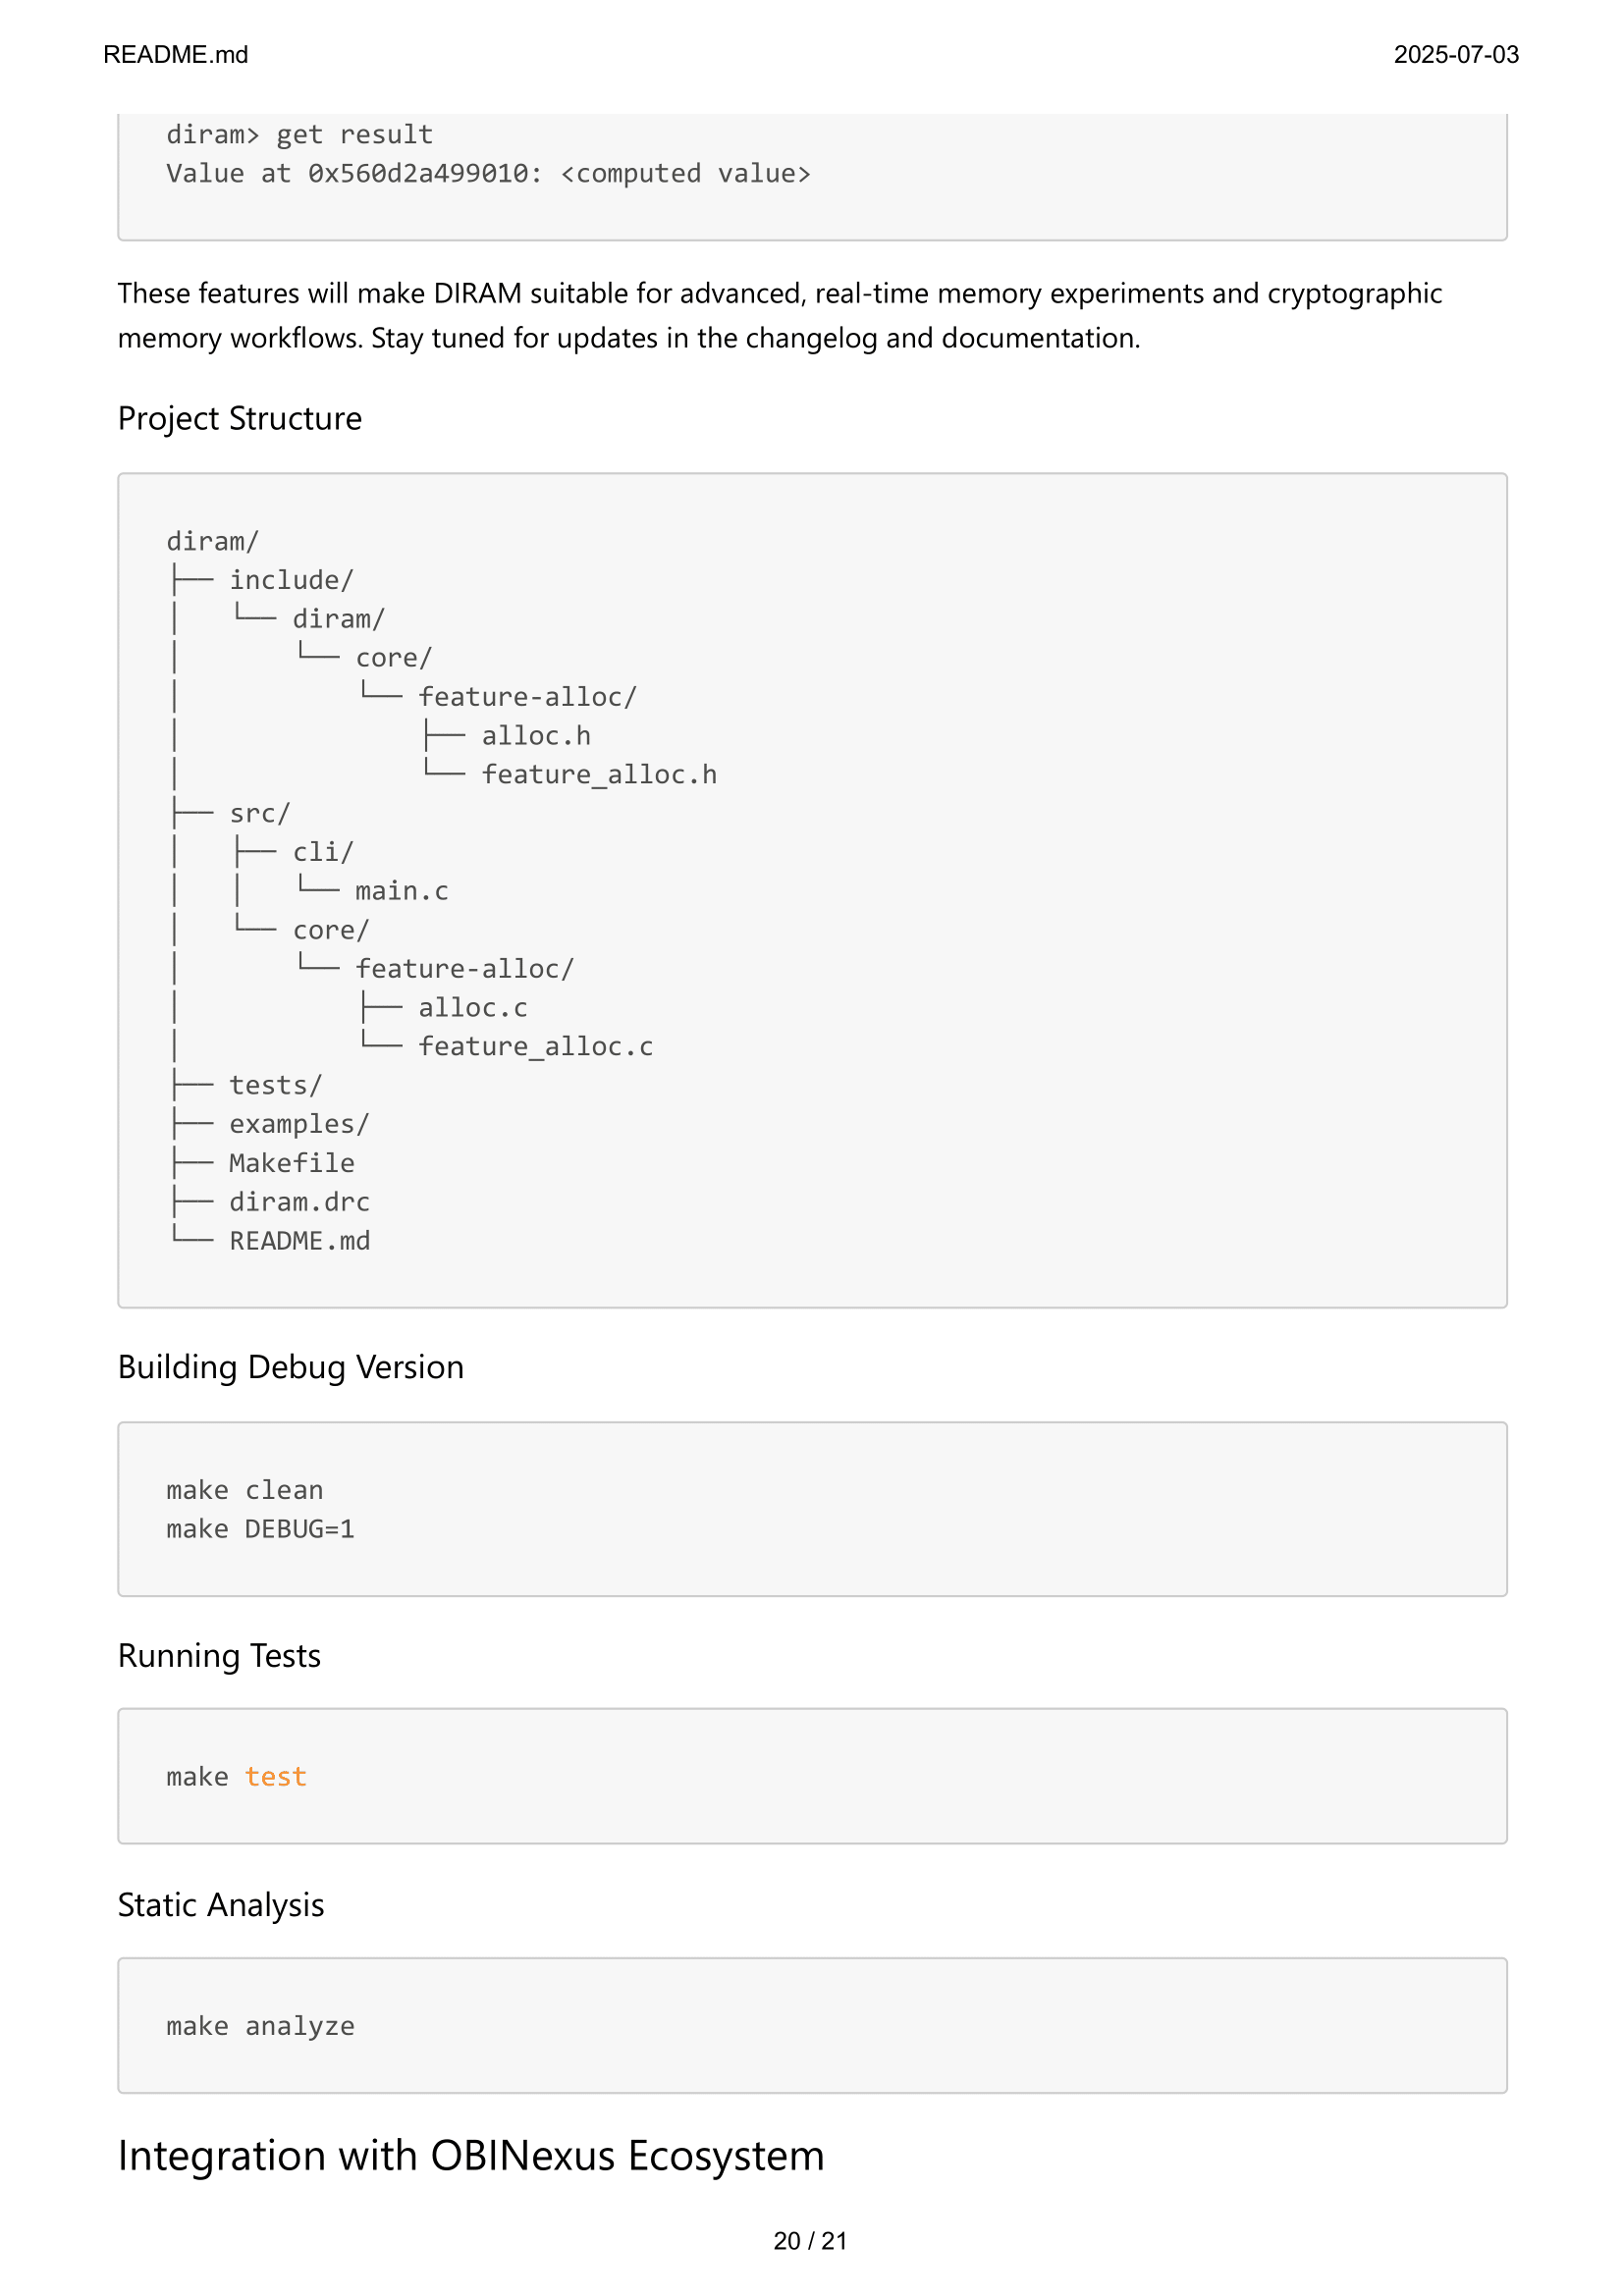 README.md
2025-07-03
diram> get result
Value at 0x560d2a499010: <computed value>
These features will make DIRAM suitable for advanced, real-time memory experiments and cryptographic
memory workflows. Stay tuned for updates in the changelog and documentation.
Project Structure
diram/
├── include/
│   └── diram/
│       └── core/
│           └── feature-alloc/
│               ├── alloc.h
│               └── feature_alloc.h
├── src/
│   ├── cli/
│   │   └── main.c
│   └── core/
│       └── feature-alloc/
│           ├── alloc.c
│           └── feature_alloc.c
├── tests/
├── examples/
├── Makefile
├── diram.drc
└── README.md
Building Debug Version
make clean
make DEBUG=1
Running Tests
make test
Static Analysis
make analyze
Integration with OBINexus Ecosystem
20 / 21